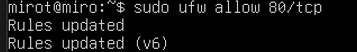 mirot@miro:~$ sudo ufw allow 80/tcp
Rules updated
Rules updated (v6)